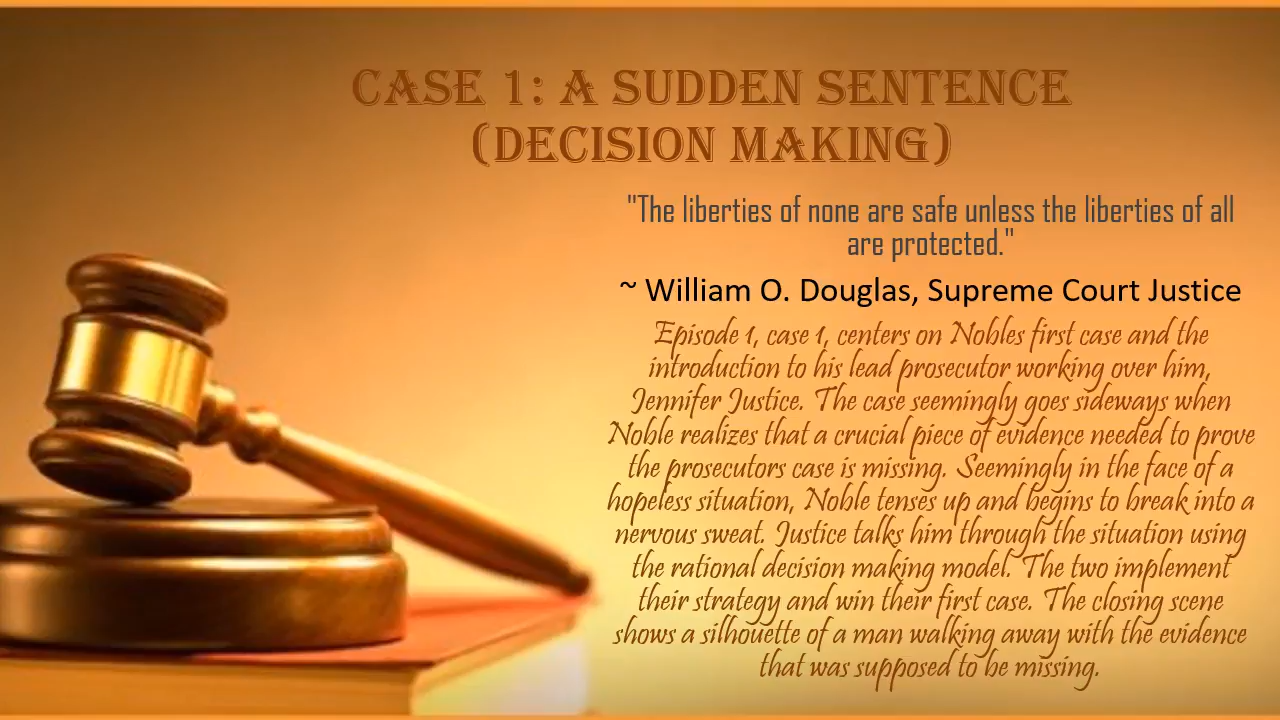 CASE 1: A SUDDEN SENTENCE
(DECISION MAKING)
"The liberties of none are safe unless the liberties of all
are protected."
~ William O. Douglas, Supreme Court Justice
Episode 1, case 1, centers on Nobles first case and the
introduction to his lead prosecutor working over him,
Jennifer Justice. The case seemingly goes sideways when
Noble realizes that a crucial piece of evidence needed to prove
the prosecutors case is missing. Seemingly in the face of a
hopeless situation, Noble tenses up and begins to break into a
nervous sweat. Justice talks him through the situation using
the rational decision making model. The two implement
their strategy and win their first case. The closing scene
shows a silhouette of a man walking away with the evidence
that was supposed to be missing.